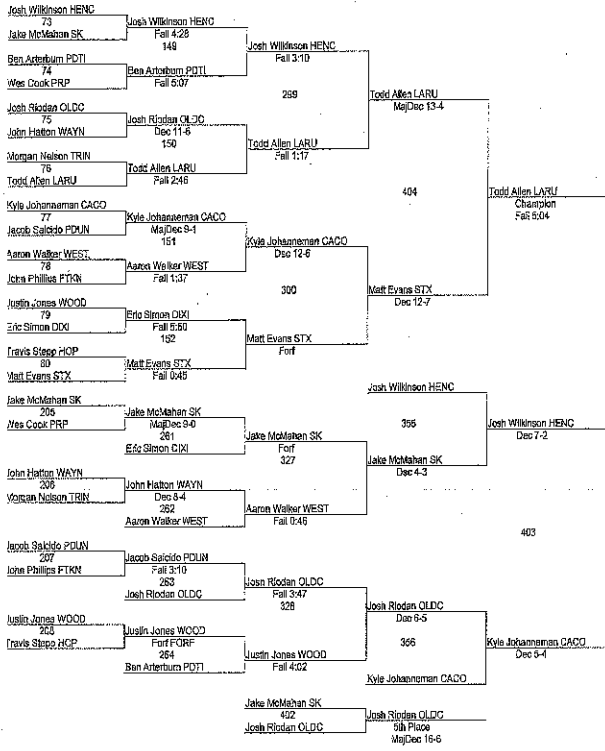 Josh Wilkinson HENC
73
Jake McMahan SK
Josh Wilkinson HENC
Fall 4:28
149
Ben Arterburn PDTI
74
Wes Cook PRP
Ben Arterburn PDTI
Fall 5:07
Josh Wilkinson HENC
Fall 3:10
299
Josh Riodan OLDC
75
John Hatton WAYN
Josh Riodan OLDC
Dec 11-6
150
Morgan Nelson TRIN
76
Todd Allen LARU
Todd Allen LARU
Fall 2:46
Todd Allen LARU
Fall 1:17
Todd Allen LARU
MajDec 13-4
404
Todd Allen LARU
Champion
Fall 5:04
Kyle Johanneman CACO
77
Jacob Salcido PDUN
Kyle Johanneman CACO
MajDec 9-1
151
Aaron Walker WEST
78
John Phillips FTKN
Aaron Walker WEST
Fall 1:37
Kyle Johanneman CACO
Dec 12-6
300
Justin Jones WOOD
79
Eric Simon DIXI
Eric Simon DIXI
Fall 5:50
152
Travis Stepp HOP
80
Matt Evans STX
Matt Evans STX
Fall 0:45
Matt Evans STX
Forf
Matt Evans STX
Dec 12-7
Jake McMahan SK
205
Wes Cook PRP
Jake McMahan SK
MajDec 9-0
261
Eric Simon DIXI
Jake McMahan SK
Forf
327
John Hatton WAYN
206
Morgan Nelson TRIN
John Hatton WAYN
Dec 8-4
262
Aaron Walker WEST
Aaron Walker WEST
Fall 0:46
Josh Wilkinson HENC
355
Jake McMahan SK
Dec 4-3
Josh Wilkinson HENC
Dec 7-2
403
Jacob Salcido PDUN
207
John Phillips FTKN
Jacob Salcido PDUN
Fall 3:10
263
Josh Riodan OLDC
Josh Riodan OLDC
Fall 3:47
328
Justin Jones WOOD
208
Travis Stepp HOP
Justin Jones WOOD
Forf FORF
264
Ben Arterburn PDTI
Justin Jones WOOD
Fall 4:02
Josh Riodan OLDC
Dec 6-5
356
Kyle Johanneman CACO
Kyle Johanneman CACO
Dec 5-4
Jake McMahan SK
402
Josh Riodan OLDC
Josh Riodan OLDC
5th Place
MajDec 16-6